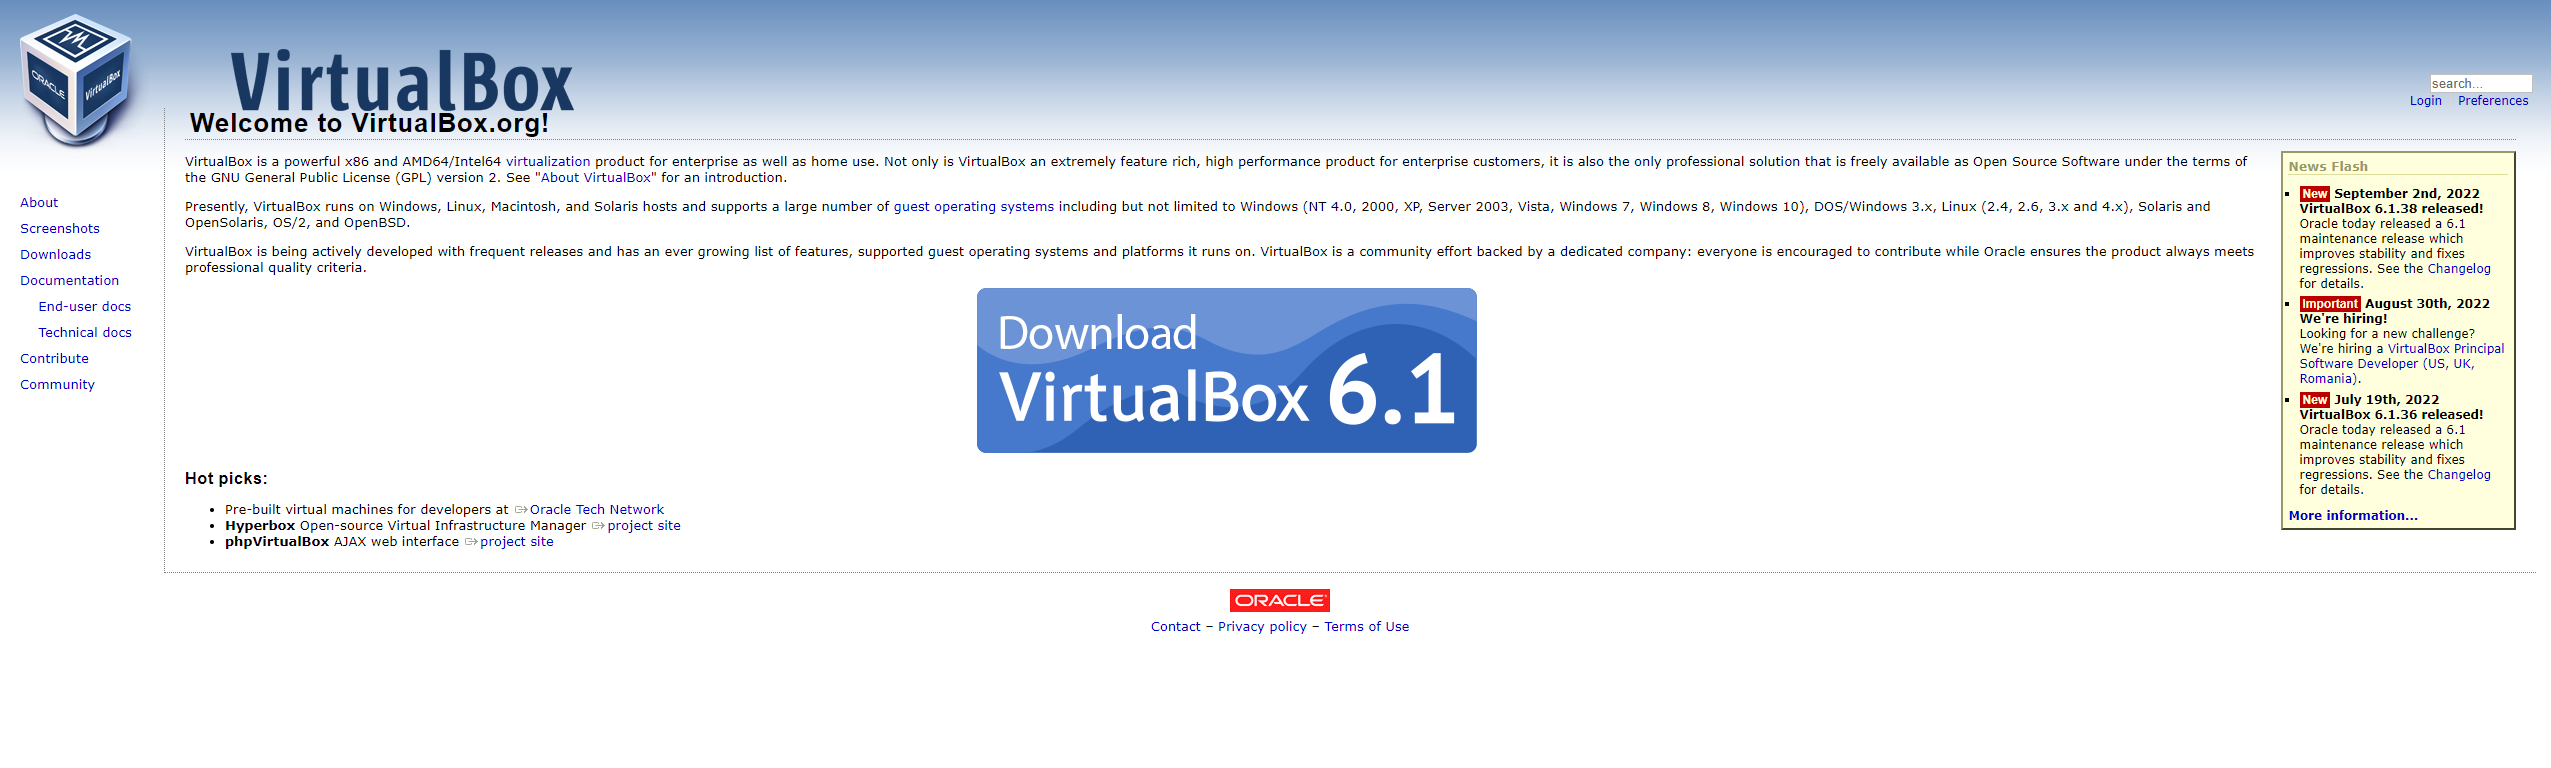 ORACLE
VirtualBox
VirtualBox
search...
Login Preferences
Welcome to VirtualBox.org!
About
Screenshots
Downloads
Documentation
End-user docs
Technical docs
Contribute
Community
VirtualBox is a powerful x86 and AMD64/Intel64 virtualization product for enterprise as well as home use. Not only is VirtualBox an extremely feature rich, high performance product for enterprise customers, it is also the only professional solution that is freely available as Open Source Software under the terms of
the GNU General Public License (GPL) version 2. See "About VirtualBox" for an introduction.
Presently, VirtualBox runs on Windows, Linux, Macintosh, and Solaris hosts and supports a large number of guest operating systems including but not limited to Windows (NT 4.0, 2000, XP, Server 2003, Vista, Windows 7, Windows 8, Windows 10), DOS/Windows 3.x, Linux (2.4, 2.6, 3.x and 4.x), Solaris and
OpenSolaris, OS/2, and OpenBSD.
VirtualBox is being actively developed with frequent releases and has an ever growing list of features, supported guest operating systems and platforms it runs on. VirtualBox is a community effort backed by a dedicated company: everyone is encouraged to contribute while Oracle ensures the product always meets
professional quality criteria.
Download
VirtualBox 6.1
Hot picks:
Pre-built virtual machines for developers at Oracle Tech Network
Hyperbox Open-source Virtual Infrastructure Manager project site
phpVirtualBox AJAX web interface project site
News Flash
New September 2nd, 2022
VirtualBox 6.1.38 released!
Oracle today released a 6.1
maintenance release which
improves stability and fixes
regressions. See the Changelog
for details.
Important August 30th, 2022
We're hiring!
Looking for a new challenge?
We're hiring a VirtualBox Principal
Software Developer (US, UK,
Romania).
New July 19th, 2022
VirtualBox 6.1.36 released!
Oracle today released a 6.1
maintenance release which
improves stability and fixes
regressions. See the Changelog
for details.
More information...
ORACLE
Contact – Privacy policy – Terms of Use